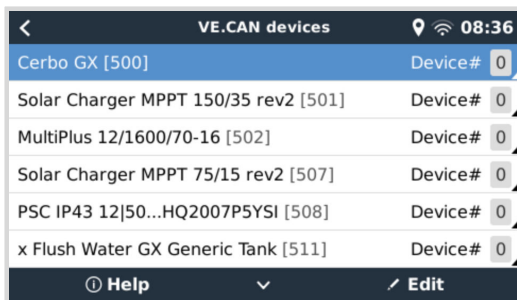 VE.CAN devices 08:36
Cerbo GX [500] Device# 0
Solar Charger MPPT 150/35 rev2 [501] Device# 0
MultiPlus 12/1600/70-16 [502] Device# 0
Solar Charger MPPT 75/15 rev2 [507] Device# 0
PSC IP43 12|50...HQ2007P5YSI [508] Device# 0
x Flush Water GX Generic Tank [511] Device# 0
Help Edit